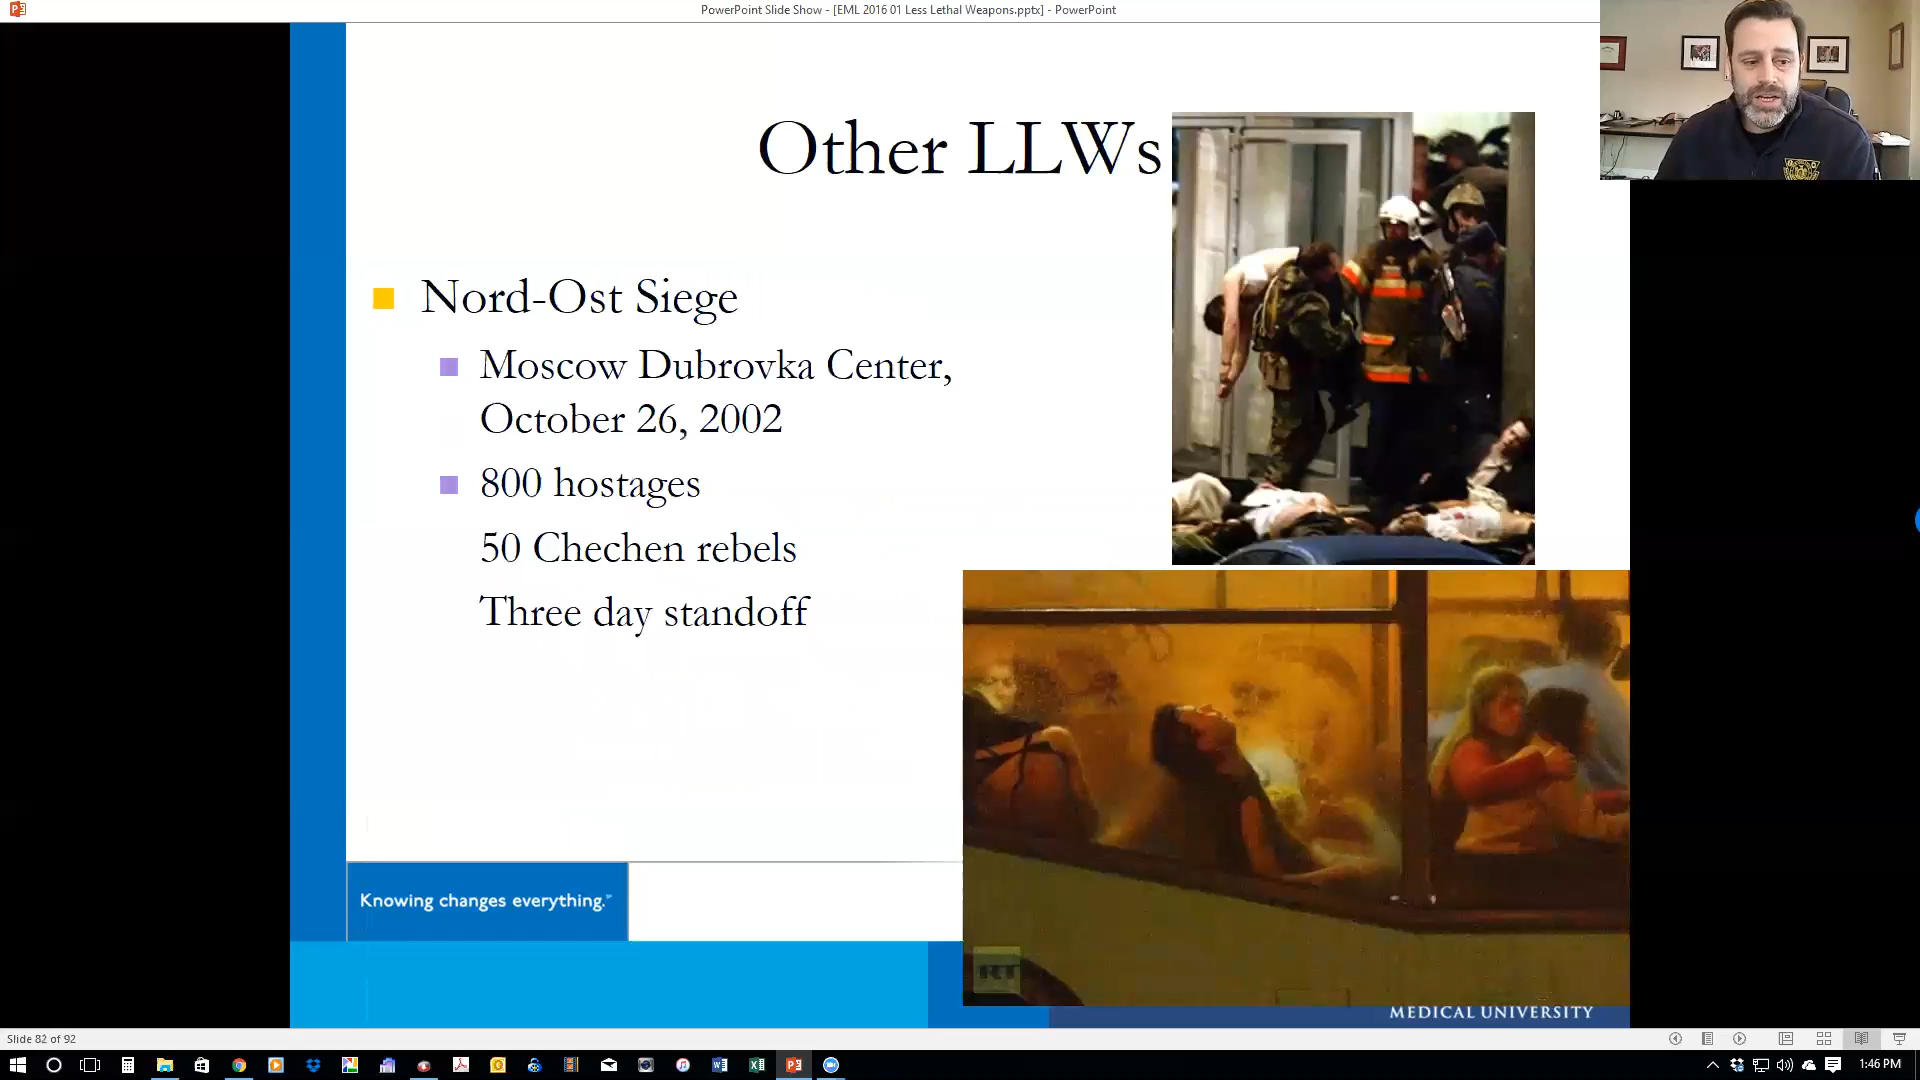 PowerPoint Slide Show - [EML 2016 01 Less Lethal Weapons.pptx] - PowerPoint
Other LLWs
Nord-Ost Siege
Moscow Dubrovka Center,
October 26, 2002
800 hostages
50 Chechen rebels
Three day standoff
Knowing changes everything.™
RT
MEDICAL UNIVERSITY
Slide 82 of 92
1:46 PM